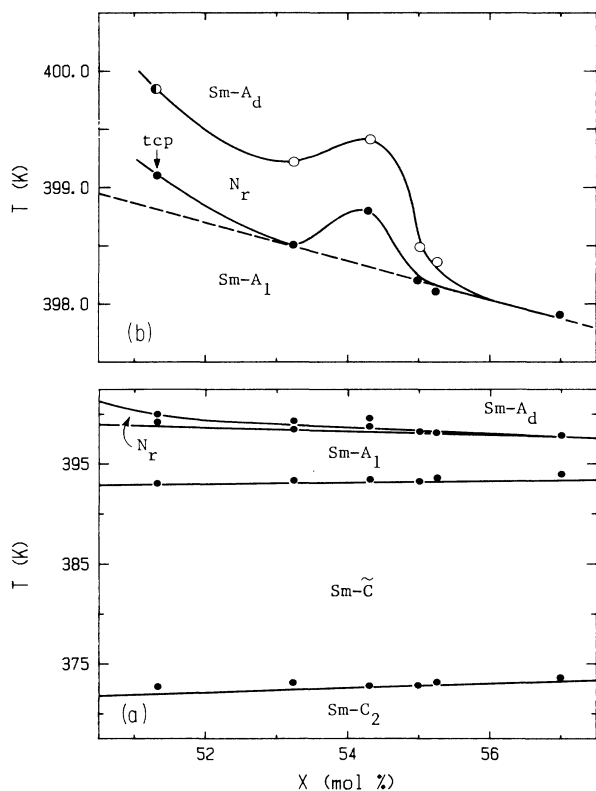 400.0
Sm-A_d
tcp
T (K)
399.0
N_r
Sm-A_1
398.0
(b)
Sm-A_d
N_r
395
Sm-A_1
T (K)
385
Sm-C̃
375
(a)
Sm-C_2
52
54
56
X (mol %)